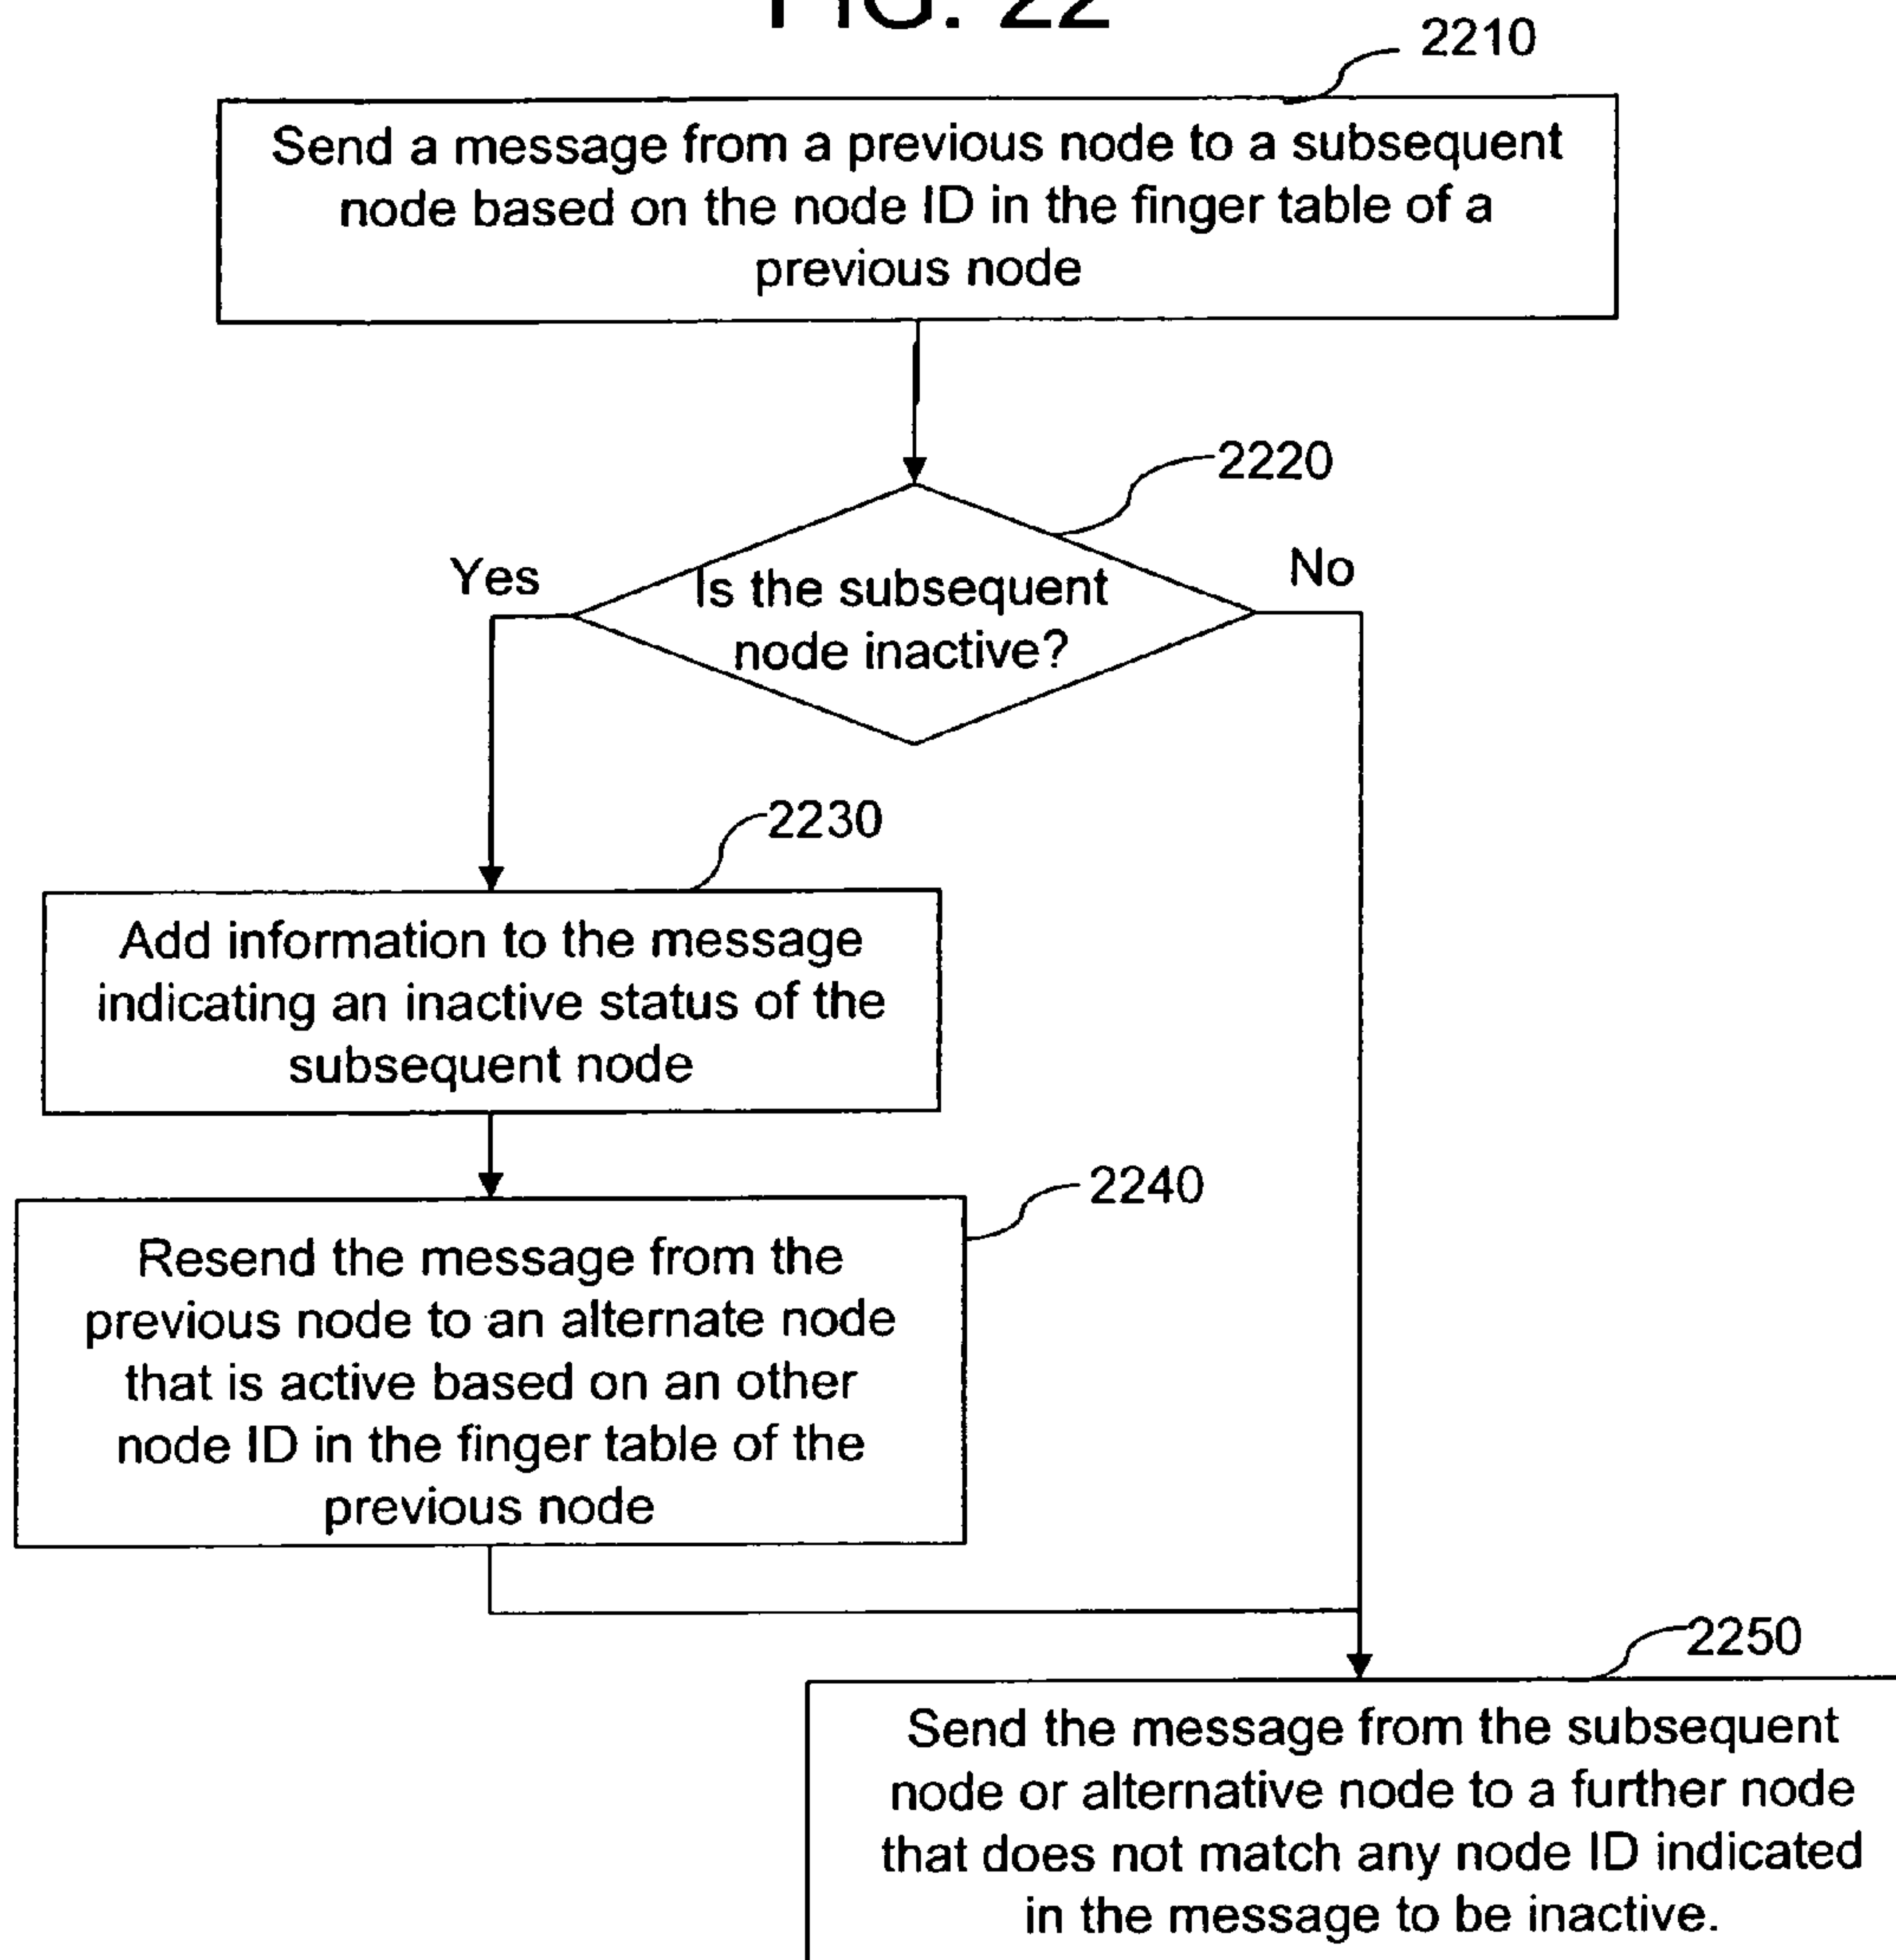 FIG. 22
2210
Send a message from a previous node to a subsequent
node based on the node ID in the finger table of a
previous node
2220
Yes
No
Is the subsequent
node inactive?
2230
Add information to the message
indicating an inactive status of the
subsequent node
2240
Resend the message from the
previous node to an alternate node
that is active based on an other
node ID in the finger table of the
previous node
2250
Send the message from the subsequent
node or alternative node to a further node
that does not match any node ID indicated
in the message to be inactive.